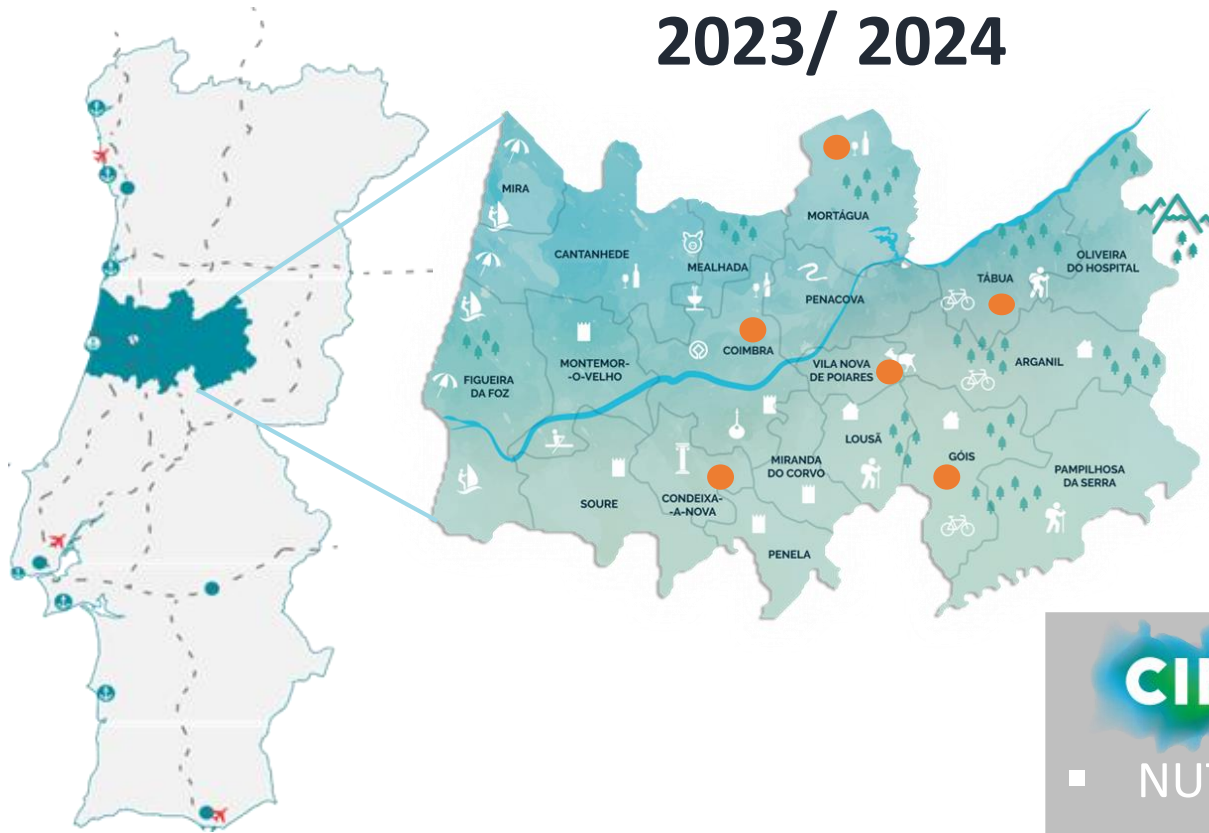 2023/ 2024
MIRA
MORTÁGUA
CANTANHEDE
MEALHADA
OLIVEIRA
DO HOSPITAL
TÁBUA
PENACOVA
COIMBRA
MONTEMOR-
-O-VELHO
VILA NOVA
DE POIARES
ARGANIL
FIGUEIRA
DA FOZ
LOUSÃ
GÓIS
MIRANDA
DO CORVO
PAMPILHOSA
DA SERRA
SOURE
CONDEIXA-
-A-NOVA
PENELA